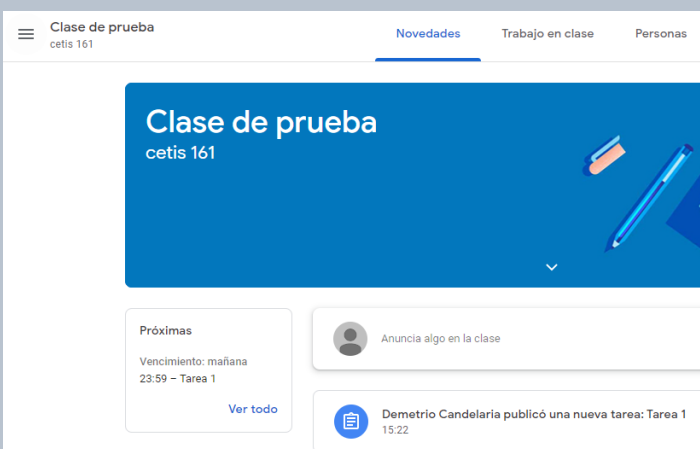 Clase de prueba
cetis 161
Novedades
Trabajo en clase
Personas
Clase de prueba
cetis 161
Próximas
Vencimiento: mañana
23:59 – Tarea 1
Ver todo
Anuncia algo en la clase
Demetrio Candelaria publicó una nueva tarea: Tarea 1
15:22